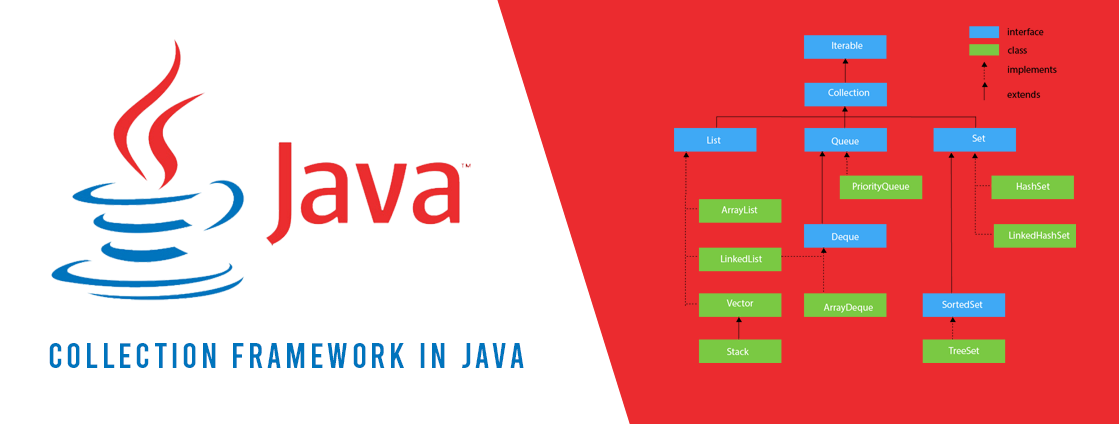 Java™
COLLECTION FRAMEWORK IN JAVA
Iterable
interface
class
implements
extends
Collection
List
Queue
Set
PriorityQueue
HashSet
ArrayList
Deque
LinkedHashSet
LinkedList
Vector
ArrayDeque
SortedSet
Stack
TreeSet